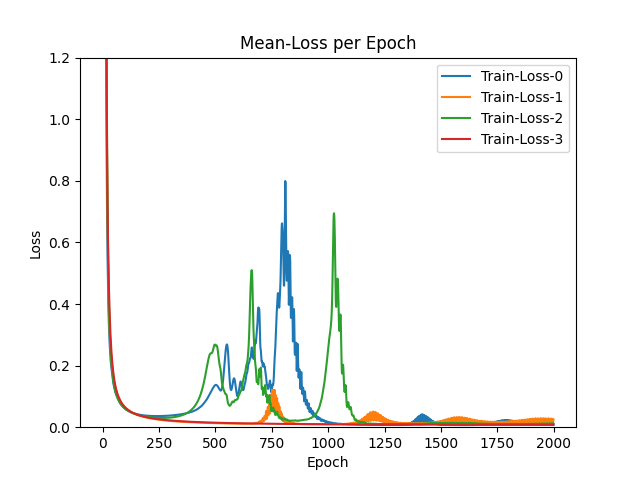 Mean-Loss per Epoch
Train-Loss-0
Train-Loss-1
Train-Loss-2
Train-Loss-3
Loss
1.2
1.0
0.8
0.6
0.4
0.2
0.0
0 250 500 750 1000 1250 1500 1750 2000
Epoch